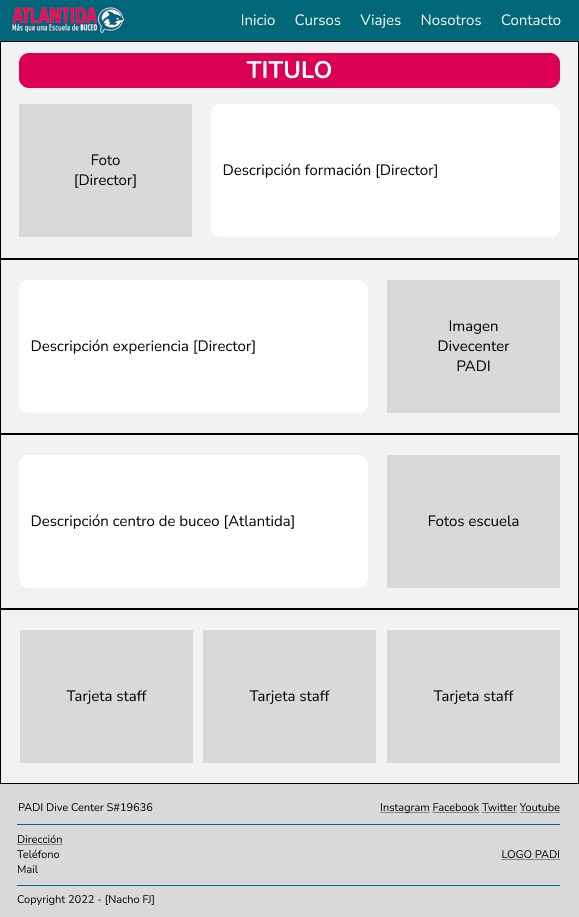 ATLANTIDA
Más que una Escuela de BUCEO
Inicio Cursos Viajes Nosotros Contacto
TITULO
Foto
[Director]
Descripción formación [Director]
Descripción experiencia [Director]
Imagen
Divecenter
PADI
Descripción centro de buceo [Atlantida]
Fotos escuela
Tarjeta staff
Tarjeta staff
Tarjeta staff
PADI Dive Center S#19636
Instagram Facebook Twitter Youtube
Dirección
Teléfono
Mail
LOGO PADI
Copyright 2022 - [Nacho FJ]